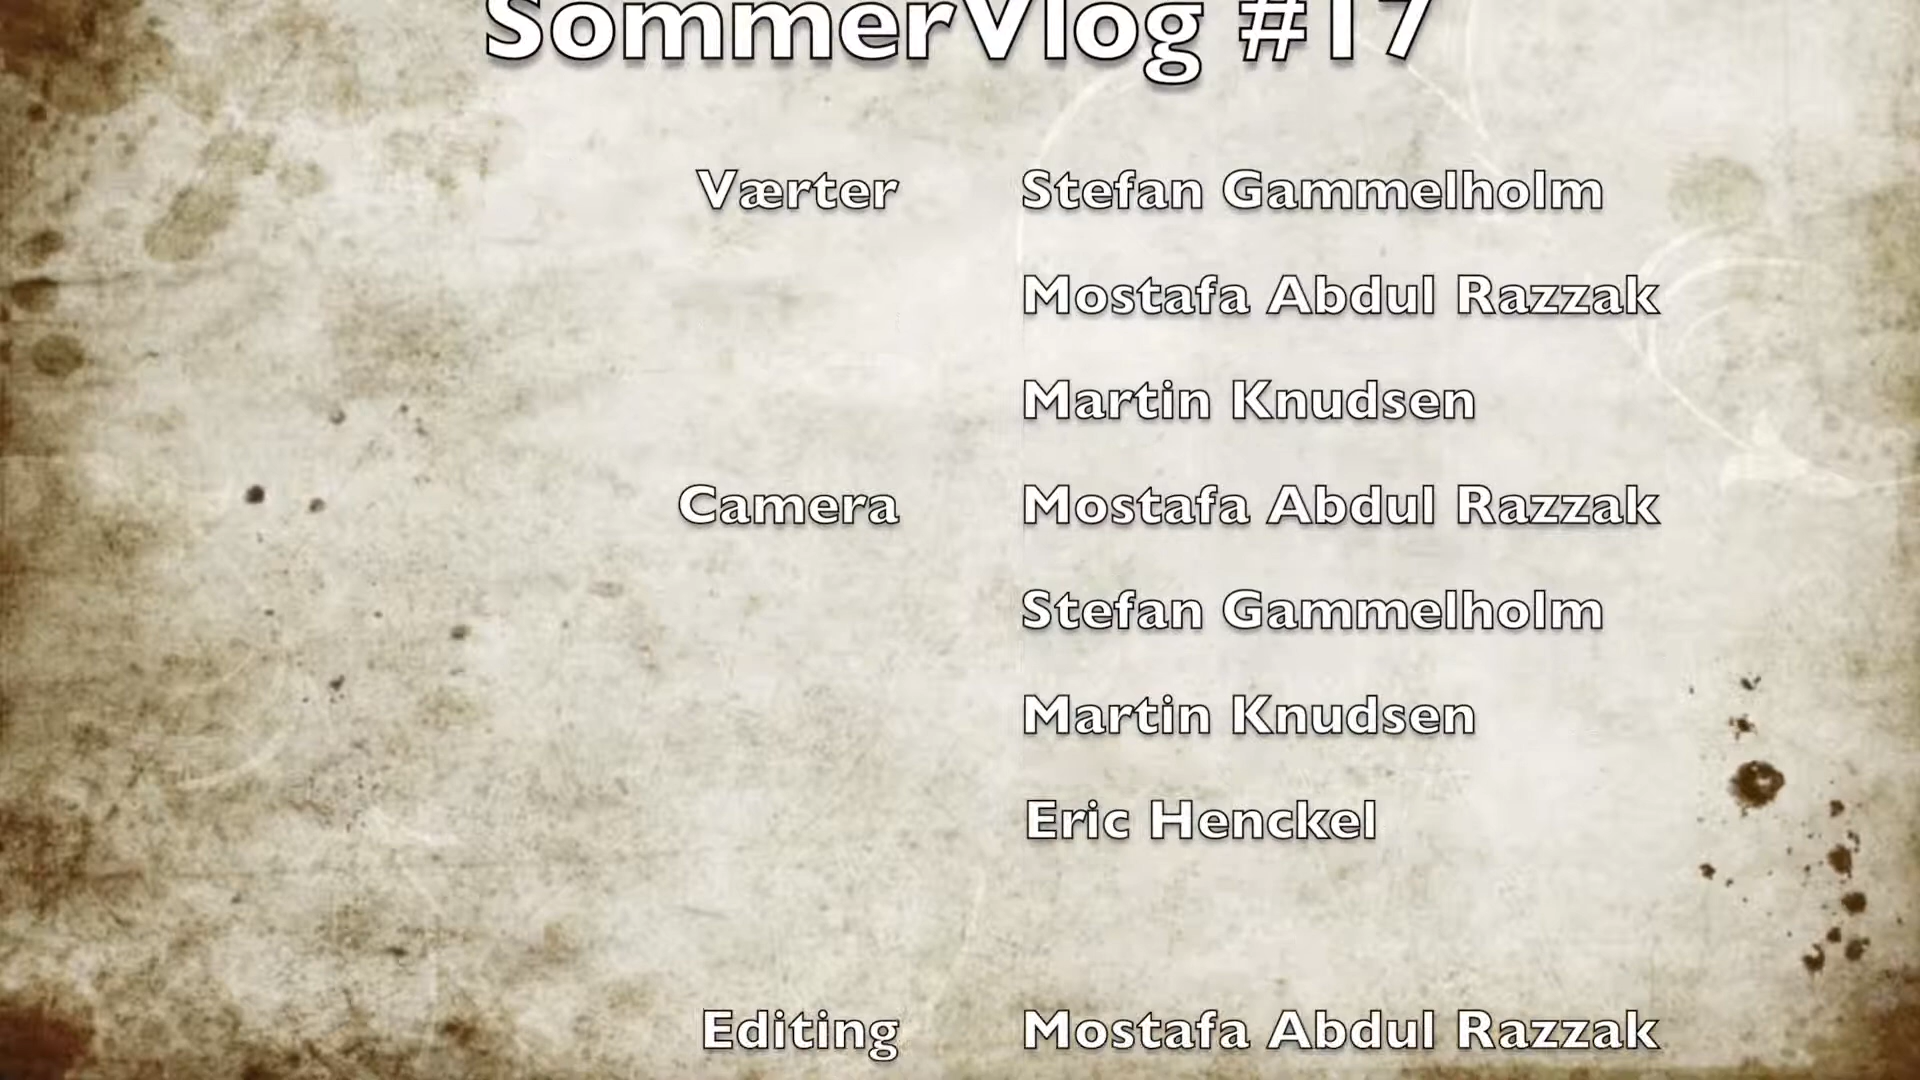 SommerVlog #17
Værter Stefan Gammelholm
Mostafa Abdul Razzak
Martin Knudsen
Camera Mostafa Abdul Razzak
Stefan Gammelholm
Martin Knudsen
Eric Henckel
Editing Mostafa Abdul Razzak